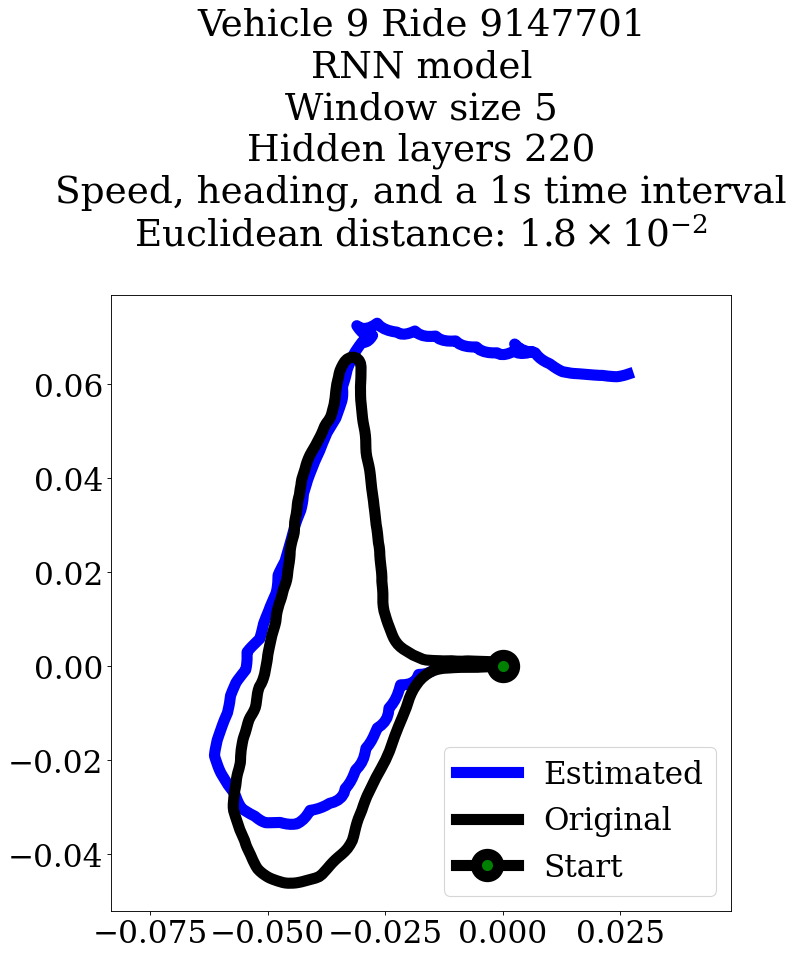 Vehicle 9 Ride 9147701
RNN model
Window size 5
Hidden layers 220
Speed, heading, and a 1s time interval
Euclidean distance: 1.8 × 10⁻²
0.06
0.04
0.02
0.00
−0.02
−0.04
Estimated
Original
Start
−0.075 −0.050 −0.025 0.000 0.025